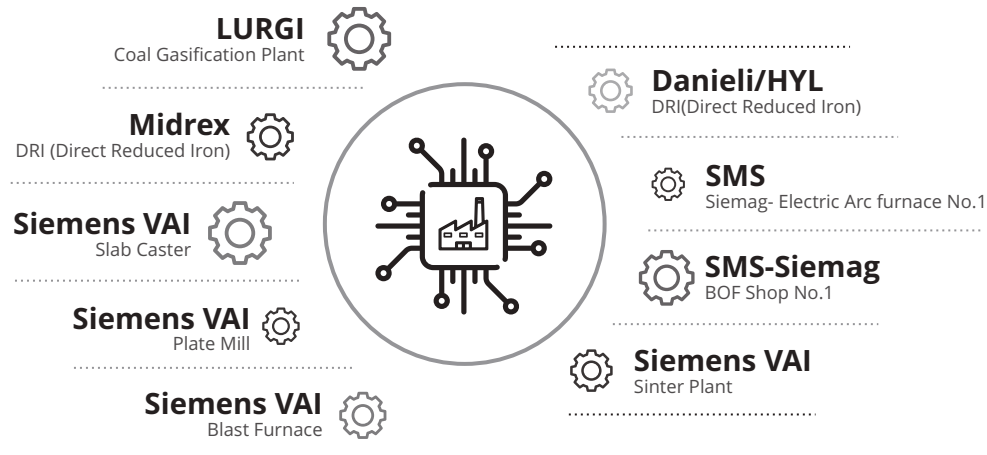 LURGI
Coal Gasification Plant
Midrex
DRI (Direct Reduced Iron)
Siemens VAI
Slab Caster
Siemens VAI
Plate Mill
Siemens VAI
Blast Furnace
Danieli/HYL
DRI(Direct Reduced Iron)
SMS
Siemag- Electric Arc furnace No.1
SMS-Siemag
BOF Shop No.1
Siemens VAI
Sinter Plant